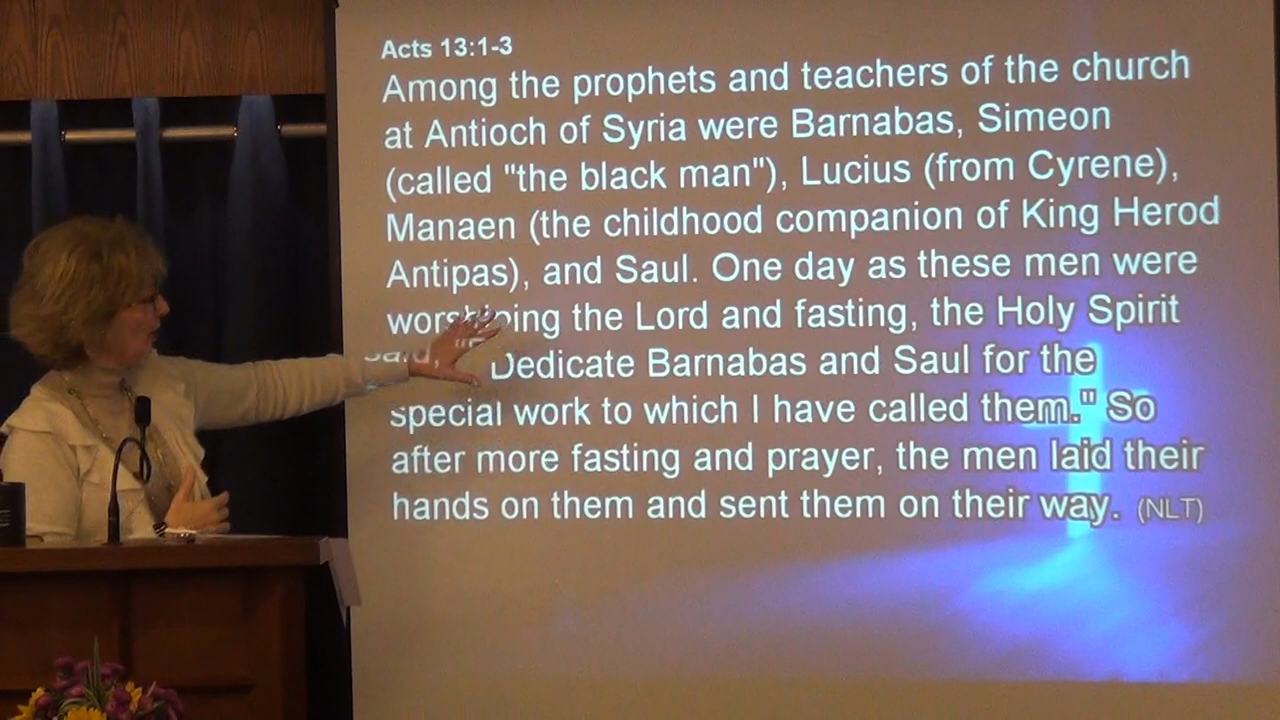 Acts 13:1-3
Among the prophets and teachers of the church
at Antioch of Syria were Barnabas, Simeon
(called "the black man"), Lucius (from Cyrene),
Manaen (the childhood companion of King Herod
Antipas), and Saul. One day as these men were
worshiping the Lord and fasting, the Holy Spirit
said, Dedicate Barnabas and Saul for the
special work to which I have called them." So
after more fasting and prayer, the men laid their
hands on them and sent them on their way. (NLT)